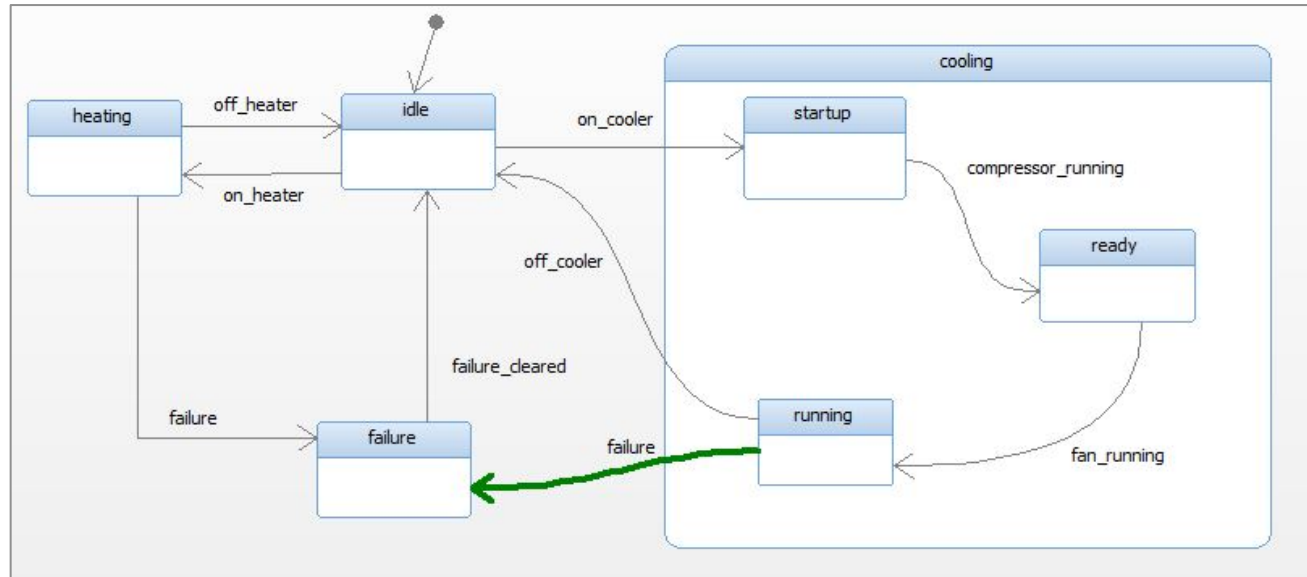 cooling
heating
off_heater
idle
on_cooler
startup
compressor_running
on_heater
ready
off_cooler
failure_cleared
failure
failure
failure
running
fan_running